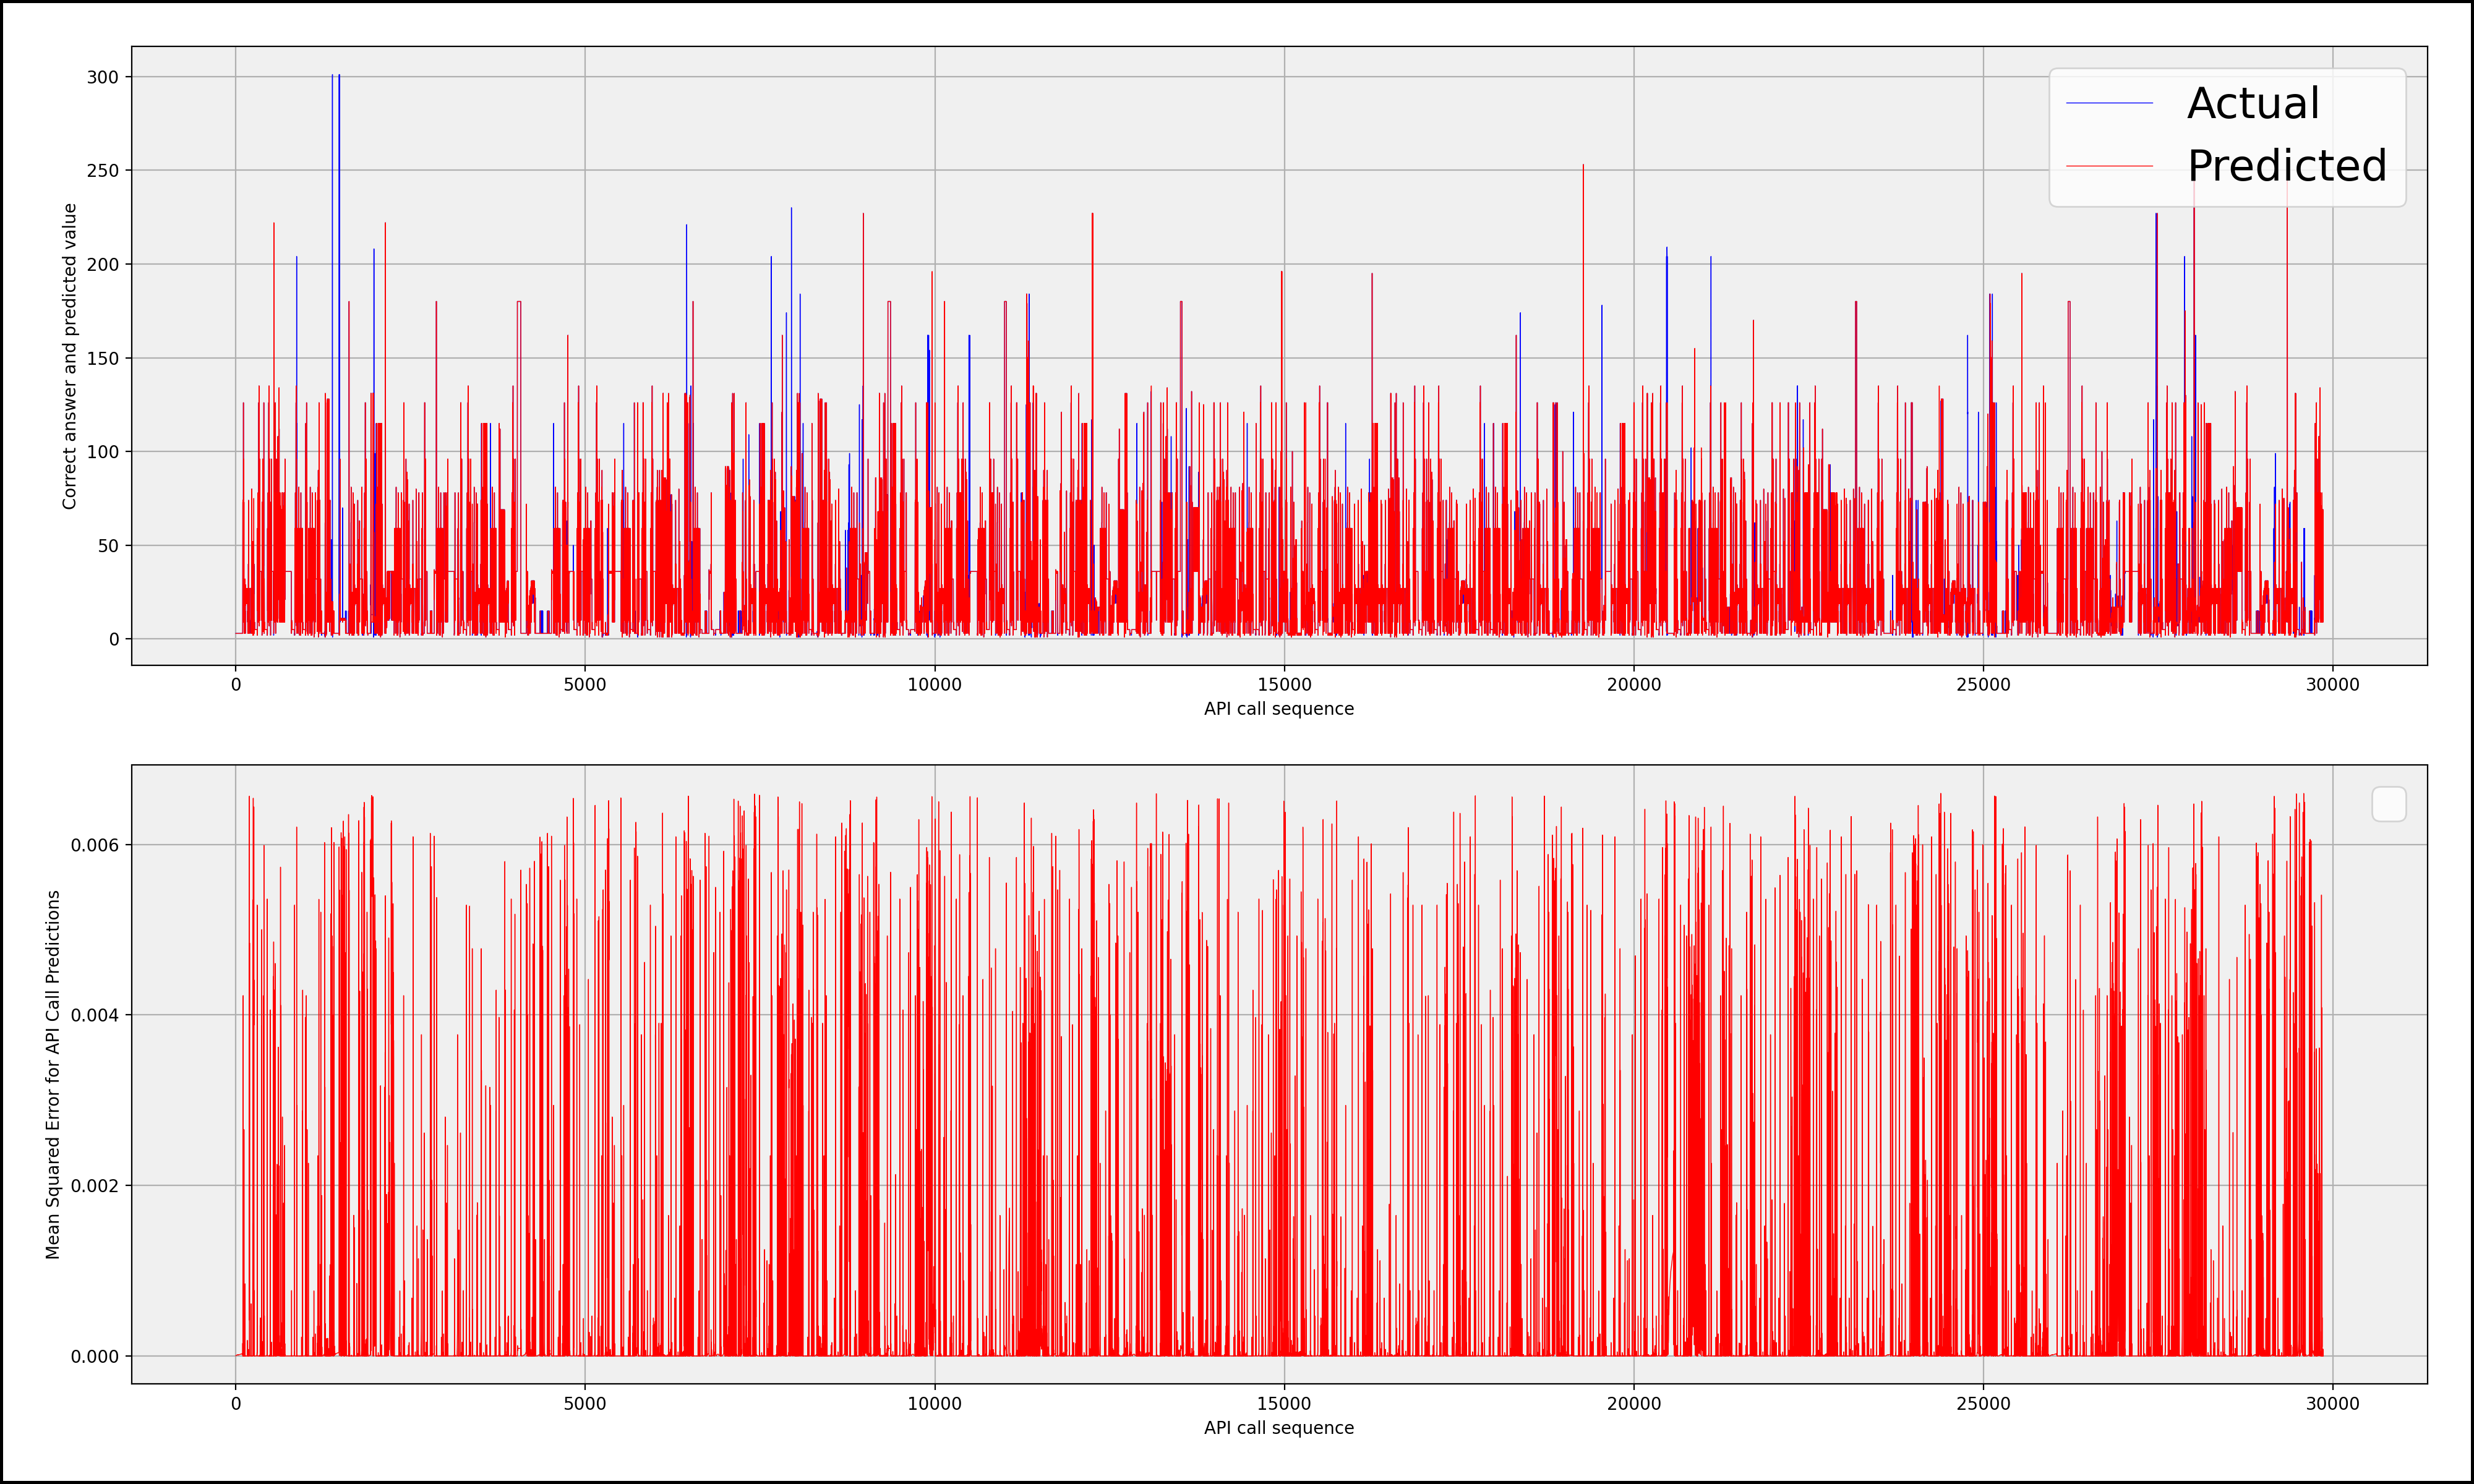 Correct answer and predicted value
300
250
200
150
100
50
0
Actual
Predicted
0 5000 10000 15000 20000 25000 30000
API call sequence
Mean Squared Error for API Call Predictions
0.006
0.004
0.002
0.000
0 5000 10000 15000 20000 25000 30000
API call sequence